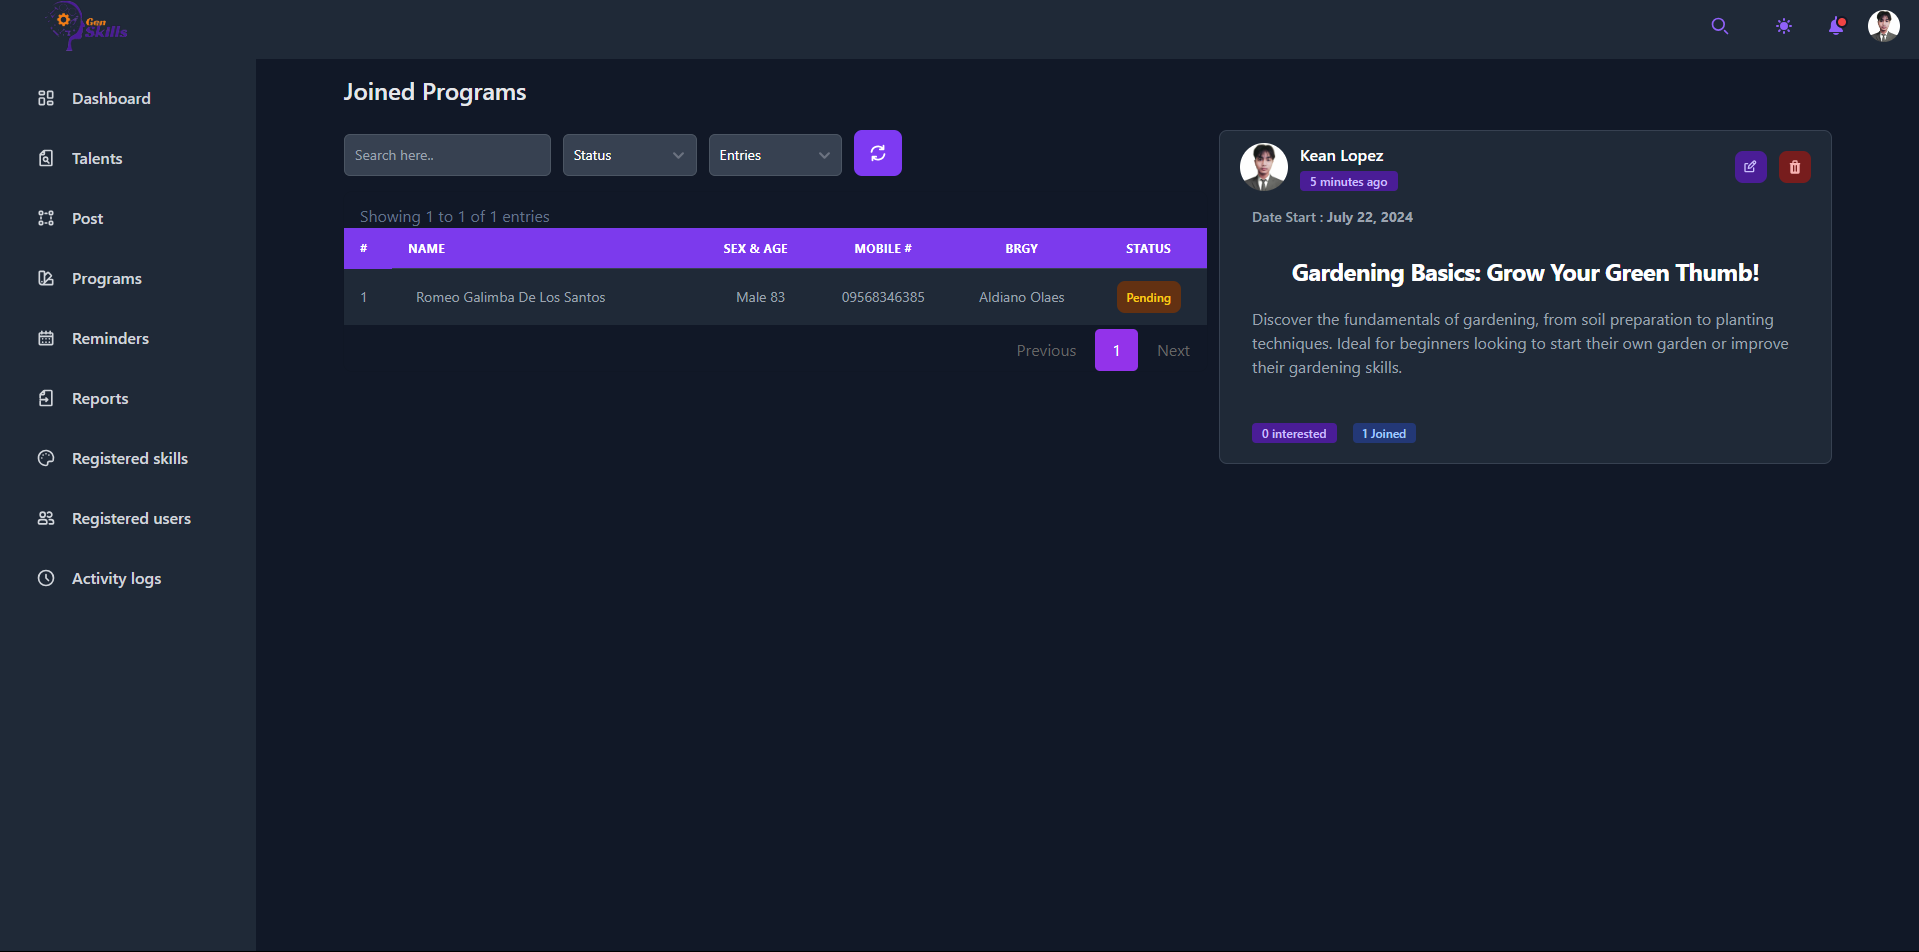 Gen
Skills
Dashboard
Talents
Post
Programs
Reminders
Reports
Registered skills
Registered users
Activity logs
Joined Programs
Search here..
Status
Entries
Showing 1 to 1 of 1 entries
# NAME SEX & AGE MOBILE # BRGY STATUS
1 Romeo Galimba De Los Santos Male 83 09568346385 Aldiano Olaes Pending
Previous 1 Next
Kean Lopez
5 minutes ago
Date Start : July 22, 2024
Gardening Basics: Grow Your Green Thumb!
Discover the fundamentals of gardening, from soil preparation to planting
techniques. Ideal for beginners looking to start their own garden or improve
their gardening skills.
0 interested 1 Joined